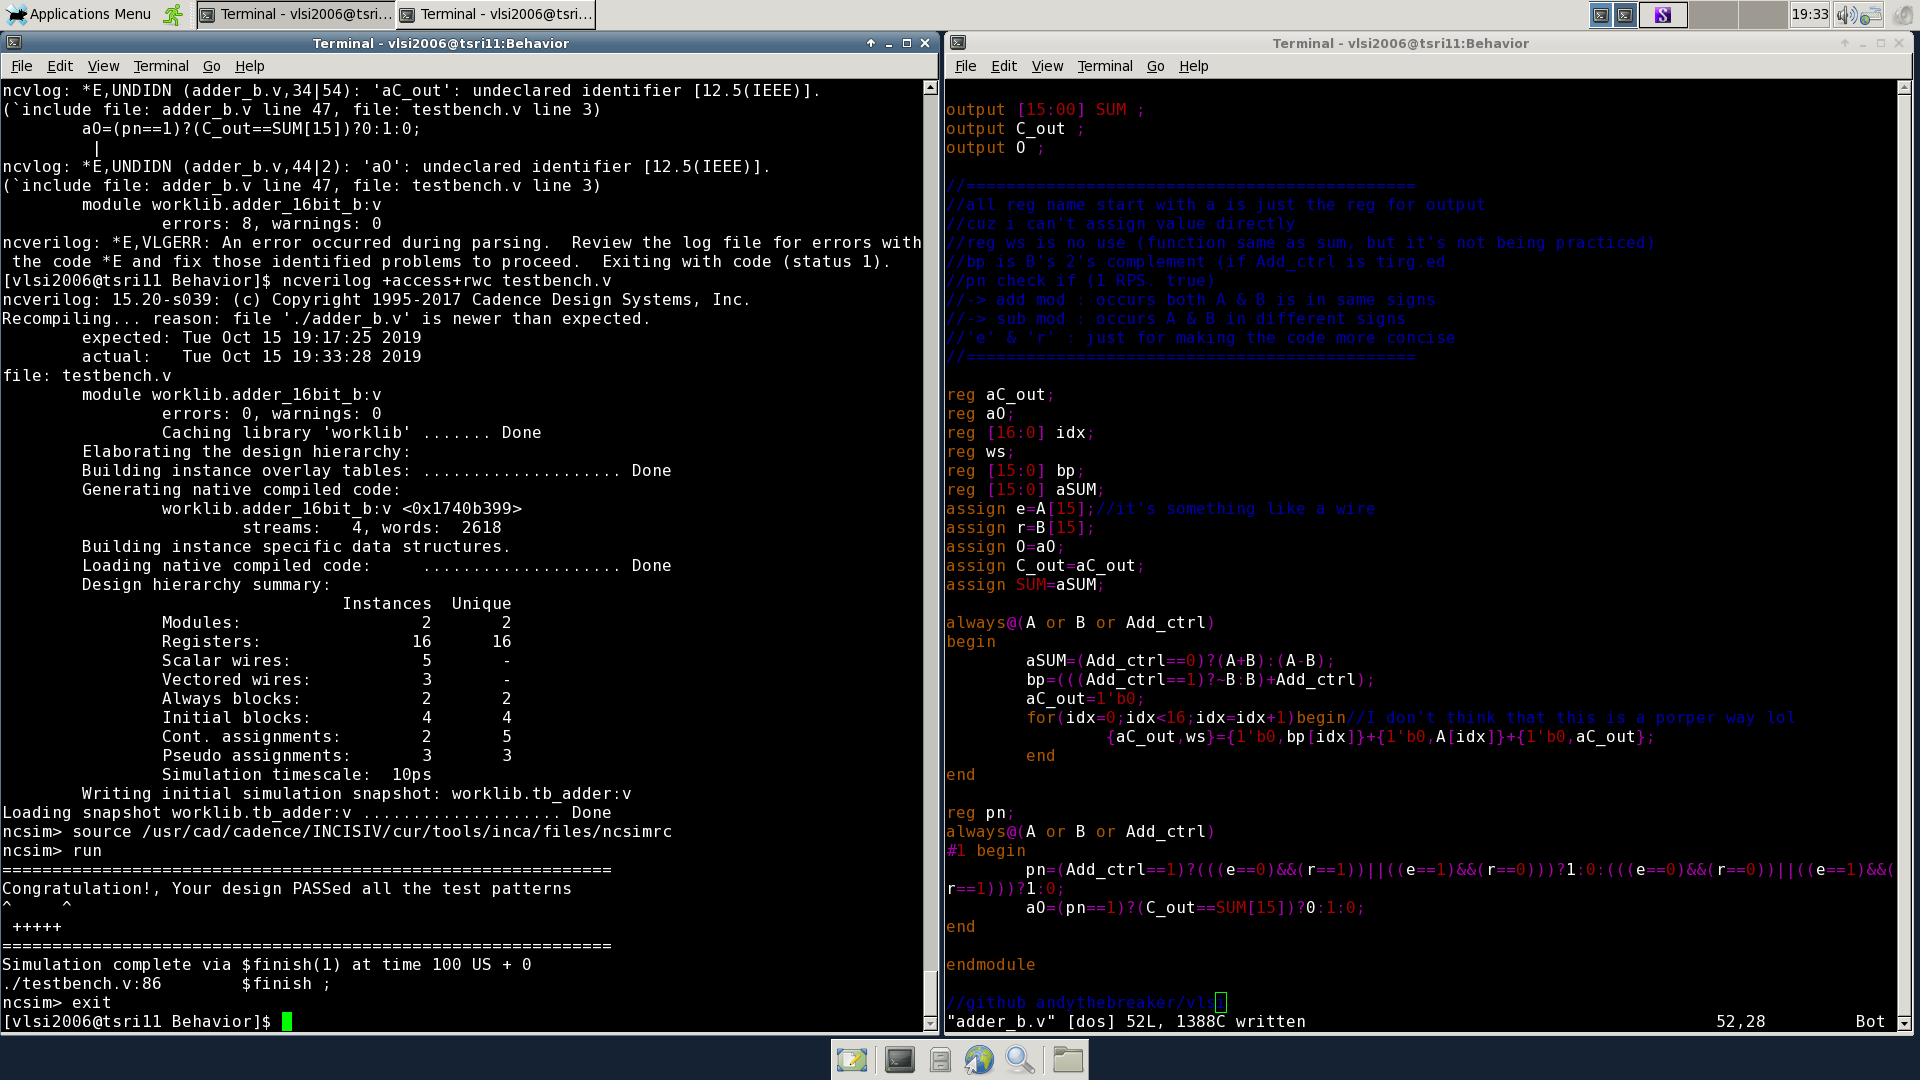 Applications Menu
Terminal - vlsi2006@tsri...
Terminal - vlsi2006@tsri...
19:33
Terminal - vlsi2006@tsri11:Behavior
File Edit View Terminal Go Help
ncvlog: *E,UNDIDN (adder_b.v,34|54): 'aC_out': undeclared identifier [12.5(IEEE)].
(`include file: adder_b.v line 47, file: testbench.v line 3)
        aO=(pn==1)?(C_out==SUM[15])?0:1:0;
         |
ncvlog: *E,UNDIDN (adder_b.v,44|2): 'aO': undeclared identifier [12.5(IEEE)].
(`include file: adder_b.v line 47, file: testbench.v line 3)
        module worklib.adder_16bit_b:v
                errors: 8, warnings: 0
ncverilog: *E,VLGERR: An error occurred during parsing.  Review the log file for errors with
 the code *E and fix those identified problems to proceed.  Exiting with code (status 1).
[vlsi2006@tsri11 Behavior]$ ncverilog +access+rwc testbench.v
ncverilog: 15.20-s039: (c) Copyright 1995-2017 Cadence Design Systems, Inc.
Recompiling... reason: file './adder_b.v' is newer than expected.
        expected: Tue Oct 15 19:17:25 2019
        actual:   Tue Oct 15 19:33:28 2019
file: testbench.v
        module worklib.adder_16bit_b:v
                errors: 0, warnings: 0
                Caching library 'worklib' ....... Done
        Elaborating the design hierarchy:
        Building instance overlay tables: .................... Done
        Generating native compiled code:
                worklib.adder_16bit_b:v <0x1740b399>
                        streams:   4, words:  2618
        Building instance specific data structures.
        Loading native compiled code:     .................... Done
        Design hierarchy summary:
                                  Instances  Unique
                Modules:                  2       2
                Registers:               16      16
                Scalar wires:             5       -
                Vectored wires:           3       -
                Always blocks:            2       2
                Initial blocks:           4       4
                Cont. assignments:        2       5
                Pseudo assignments:       3       3
                Simulation timescale:  10ps
        Writing initial simulation snapshot: worklib.tb_adder:v
Loading snapshot worklib.tb_adder:v .................... Done
ncsim> source /usr/cad/cadence/INCISIV/cur/tools/inca/files/ncsimrc
ncsim> run
=============================================================
Congratulation!, Your design PASSed all the test patterns
^     ^
 +++++
=============================================================
Simulation complete via $finish(1) at time 100 US + 0
./testbench.v:86        $finish ;
ncsim> exit
[vlsi2006@tsri11 Behavior]$
Terminal - vlsi2006@tsri11:Behavior
File Edit View Terminal Go Help
output [15:00] SUM ;
output C_out ;
output O ;
//=============================================
//all reg name start with a is just the reg for output
//cuz i can't assign value directly
//reg ws is no use (function same as sum, but it's not being practiced)
//bp is B's 2's complement (if Add_ctrl is tirg.ed
//pn check if (1 RPS. true)
//-> add mod : occurs both A & B is in same signs
//-> sub mod : occurs A & B in different signs
//'e' & 'r' : just for making the code more concise
//=============================================
reg aC_out;
reg aO;
reg [16:0] idx;
reg ws;
reg [15:0] bp;
reg [15:0] aSUM;
assign e=A[15];//it's something like a wire
assign r=B[15];
assign O=aO;
assign C_out=aC_out;
assign SUM=aSUM;
always@(A or B or Add_ctrl)
begin
        aSUM=(Add_ctrl==0)?(A+B):(A-B);
        bp=(((Add_ctrl==1)?~B:B)+Add_ctrl);
        aC_out=1'b0;
        for(idx=0;idx<16;idx=idx+1)begin//I don't think that this is a porper way lol
                {aC_out,ws}={1'b0,bp[idx]}+{1'b0,A[idx]}+{1'b0,aC_out};
        end
end
reg pn;
always@(A or B or Add_ctrl)
#1 begin
        pn=(Add_ctrl==1)?(((e==0)&&(r==1))||((e==1)&&(r==0)))?1:0:(((e==0)&&(r==0))||((e==1)&&(
r==1)))?1:0;
        aO=(pn==1)?(C_out==SUM[15])?0:1:0;
end
endmodule
//github andythebreaker/vlsi
"adder_b.v" [dos] 52L, 1388C written 52,28 Bot